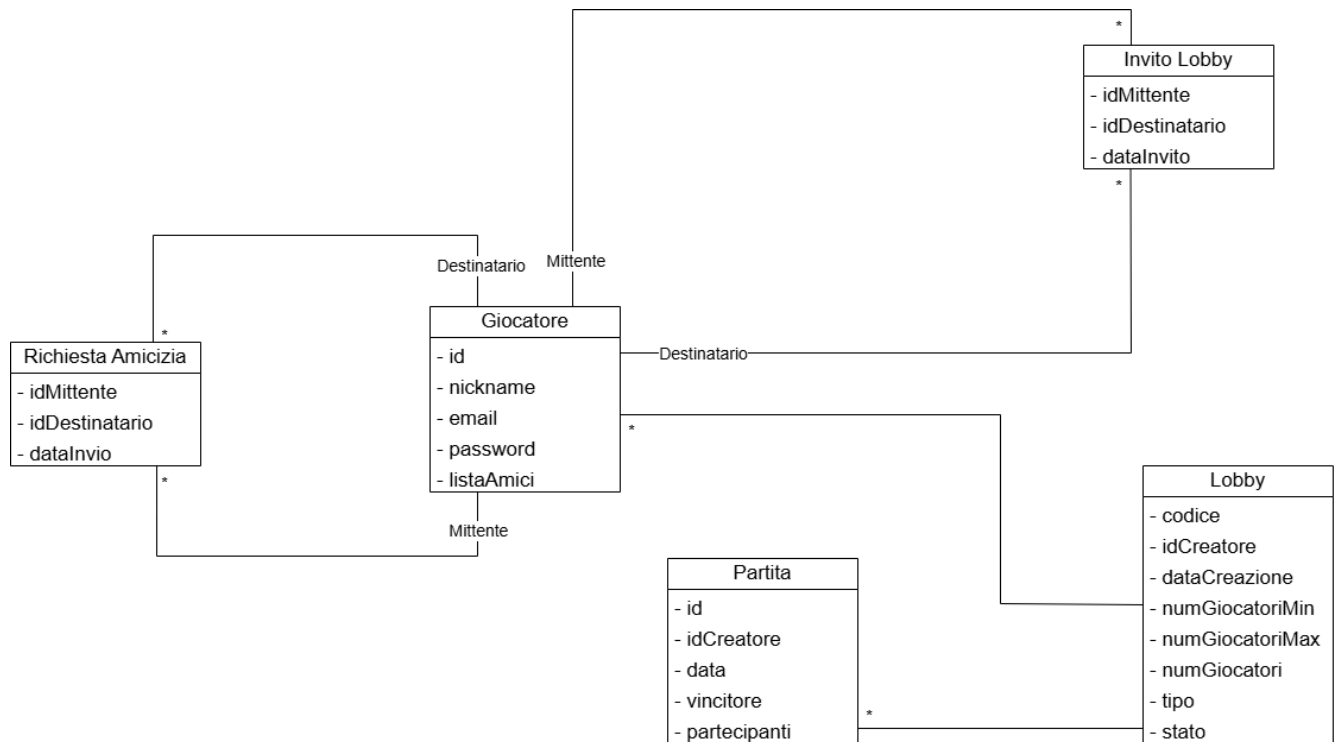 *
Invito Lobby
- idMittente
- idDestinatario
- dataInvito
*
Destinatario
Mittente
*
Richiesta Amicizia
- idMittente
- idDestinatario
- dataInvio
*
Giocatore
- id
- nickname
- email
- password
- listaAmici
Destinatario
*
Mittente
Lobby
- codice
- idCreatore
- dataCreazione
- numGiocatoriMin
- numGiocatoriMax
- numGiocatori
- tipo
- stato
Partita
- id
- idCreatore
- data
- vincitore
- partecipanti
*